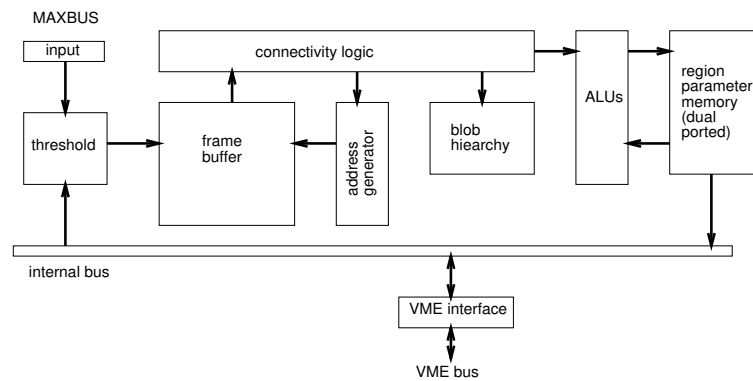 MAXBUS
input
connectivity logic
threshold
frame
buffer
address
generator
blob
hiearchy
ALUs
region
parameter
memory
(dual
ported)
internal bus
VME interface
VME bus